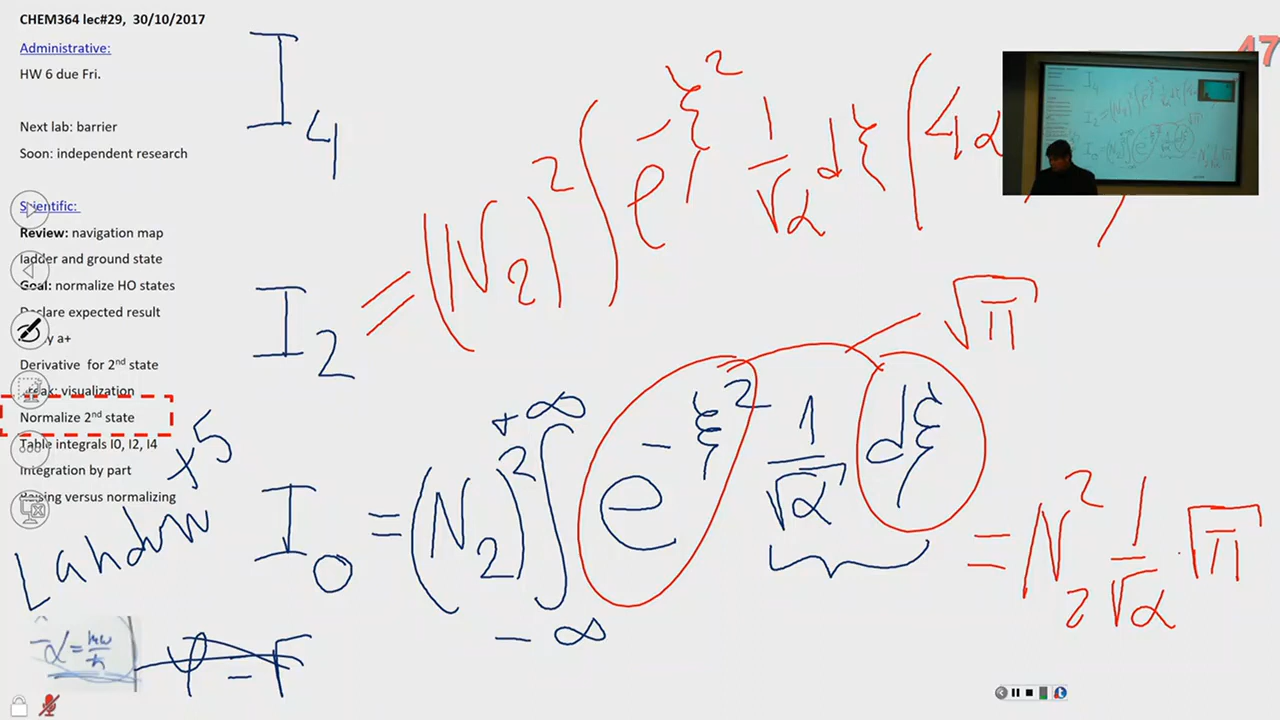 CHEM364 lec#29, 30/10/2017
Administrative:
HW 6 due Fri.
Next lab: barrier
Soon: independent research
Scientific:
Review: navigation map
ladder and ground state
Goal: normalize HO states
Declare expected result
a+
Derivative for 2nd state
Break: visualization
Normalize 2nd state
Table integrals I0, I2, I4
Integration by part
versus normalizing
x5
47
I₄
I₂ = (N₂)² ∫ e^{-ξ²} 1/√α dξ (4α
√π
I₀ = (N₂)² ∫_{-∞}^{+∞} e^{-ξ²} 1/√α dξ = N₂² 1/√α · √π
α = mω/ħ